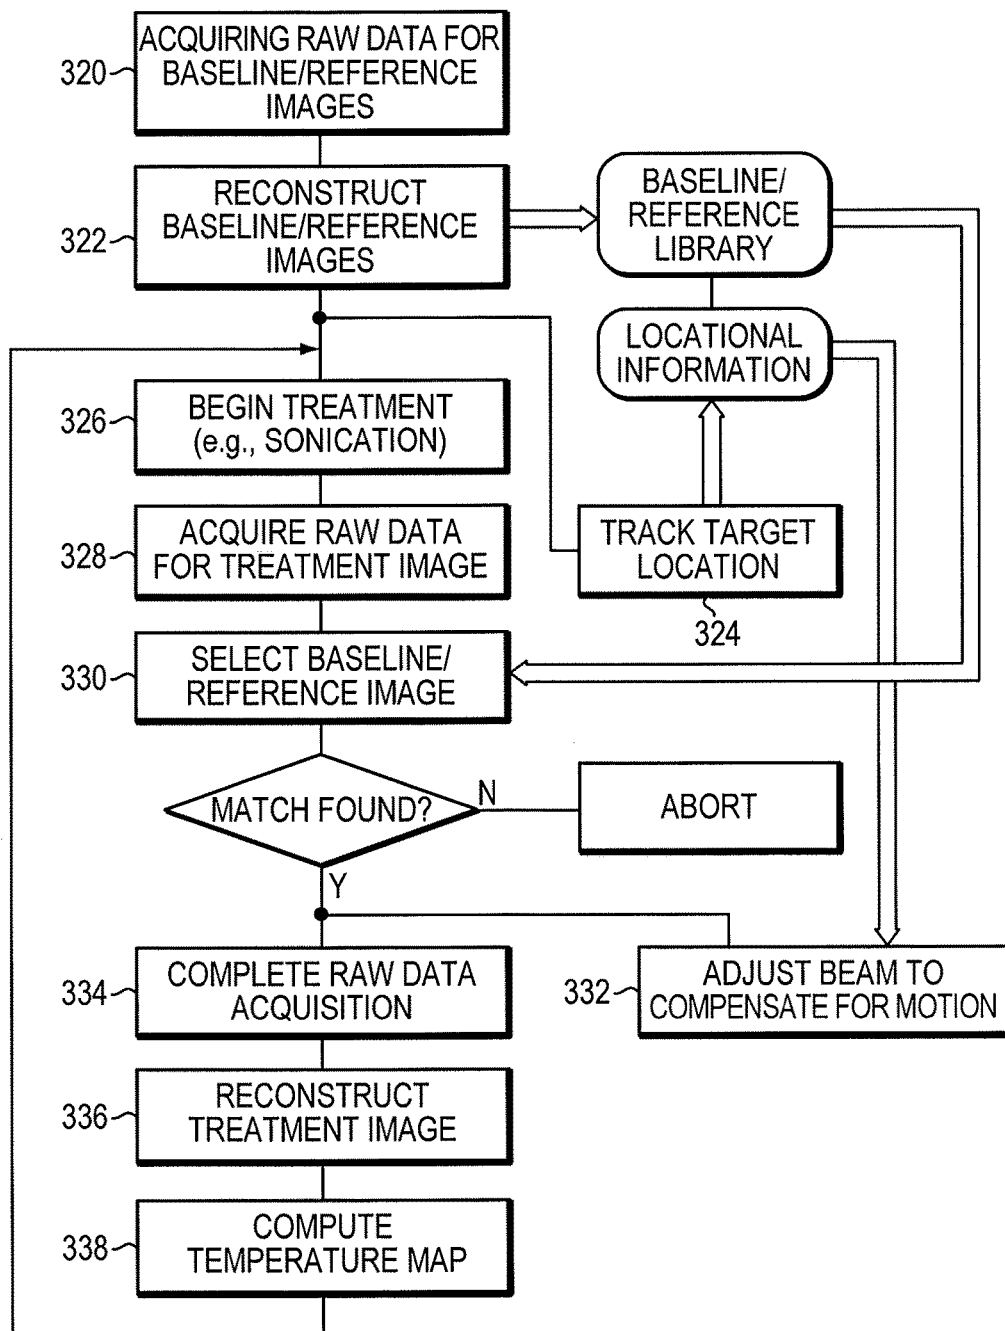 ACQUIRING RAW DATA FOR
BASELINE/REFERENCE
IMAGES
320
RECONSTRUCT
BASELINE/REFERENCE
IMAGES
322
BASELINE/
REFERENCE
LIBRARY
LOCATIONAL
INFORMATION
BEGIN TREATMENT
(e.g., SONICATION)
326
ACQUIRE RAW DATA
FOR TREATMENT IMAGE
328
TRACK TARGET
LOCATION
324
SELECT BASELINE/
REFERENCE IMAGE
330
MATCH FOUND?
N
ABORT
Y
COMPLETE RAW DATA
ACQUISITION
334
ADJUST BEAM TO
COMPENSATE FOR MOTION
332
RECONSTRUCT
TREATMENT IMAGE
336
COMPUTE
TEMPERATURE MAP
338